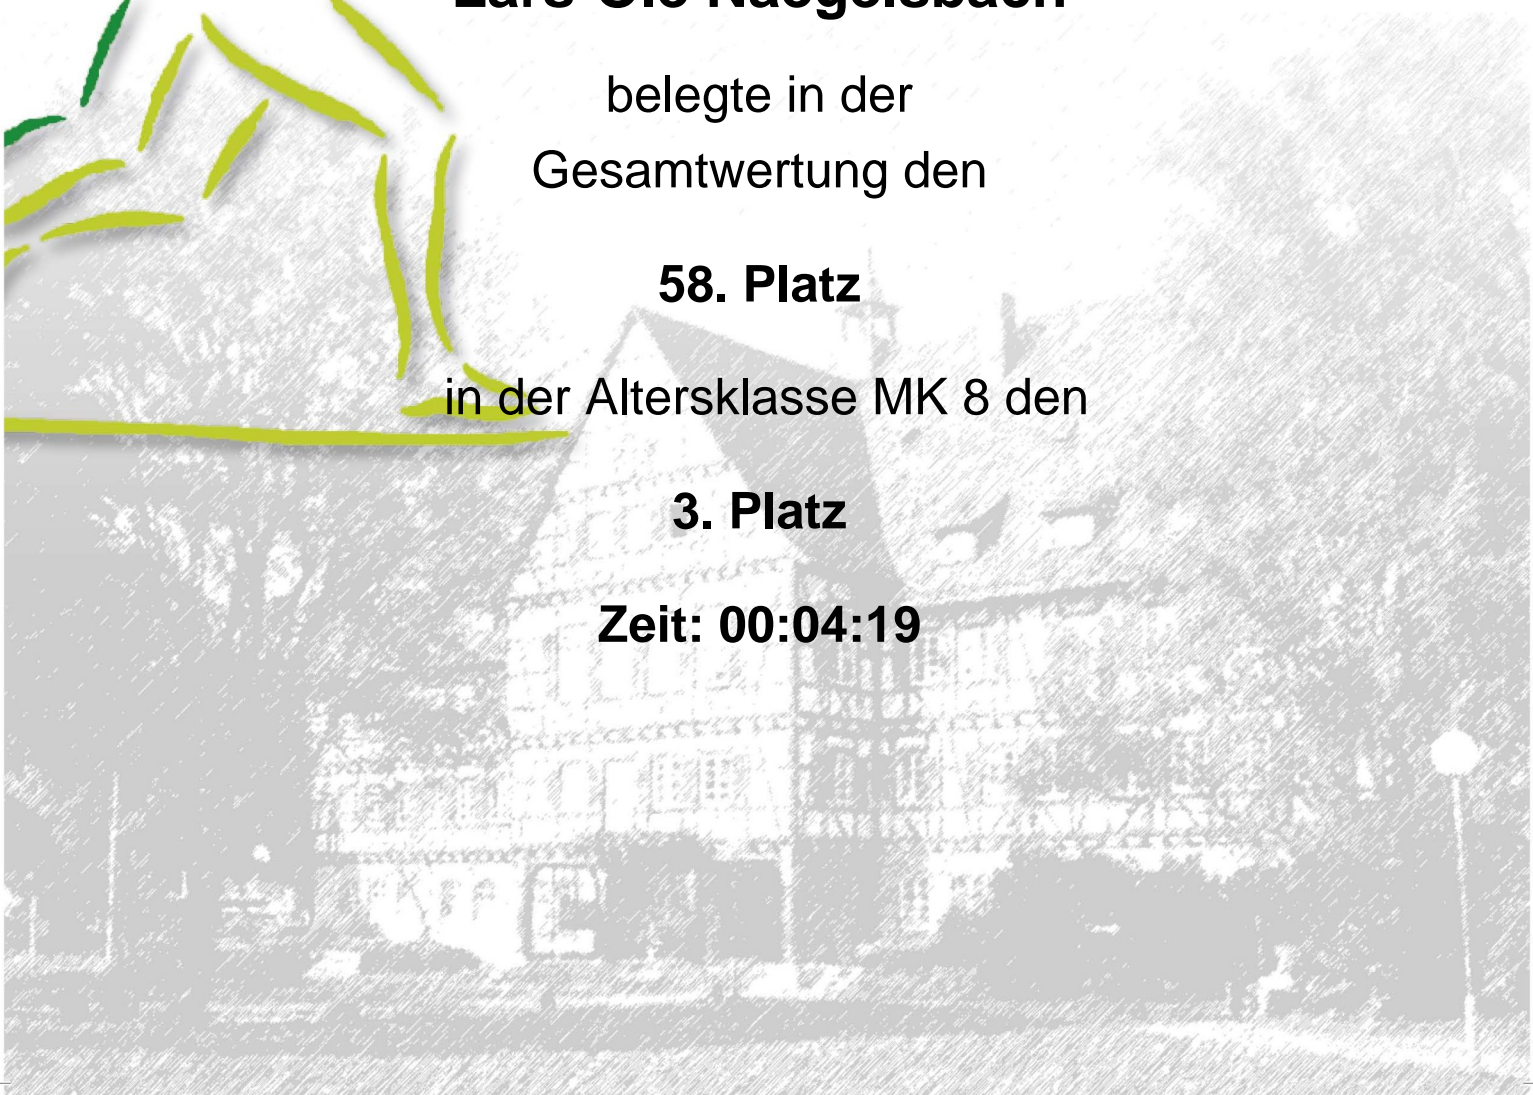 belegte in der
Gesamtwertung den
58. Platz
in der Altersklasse MK 8 den
3. Platz
Zeit: 00:04:19